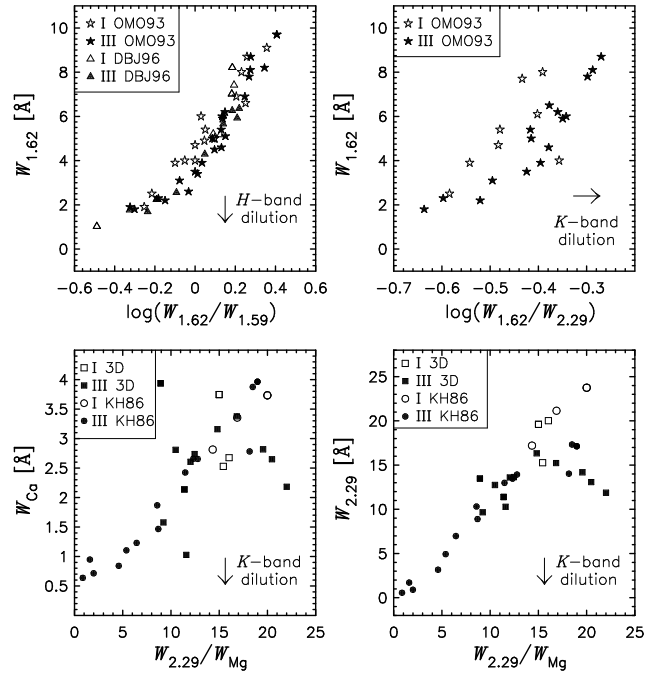 I OMO93
III OMO93
I DBJ96
III DBJ96
10
8
6
4
2
0
W1.62 [Å]
H-band
dilution
−0.6 −0.4 −0.2 0.0 0.2 0.4 0.6
log(W1.62/W1.59)
I OMO93
III OMO93
10
8
6
4
2
0
W1.62 [Å]
K-band
dilution
−0.7 −0.6 −0.5 −0.4 −0.3
log(W1.62/W2.29)
I 3D
III 3D
I KH86
III KH86
4
3.5
3
2.5
2
1.5
1
0.5
WCa [Å]
K-band
dilution
0 5 10 15 20 25
W2.29/WMg
I 3D
III 3D
I KH86
III KH86
25
20
15
10
5
0
W2.29 [Å]
K-band
dilution
0 5 10 15 20 25
W2.29/WMg